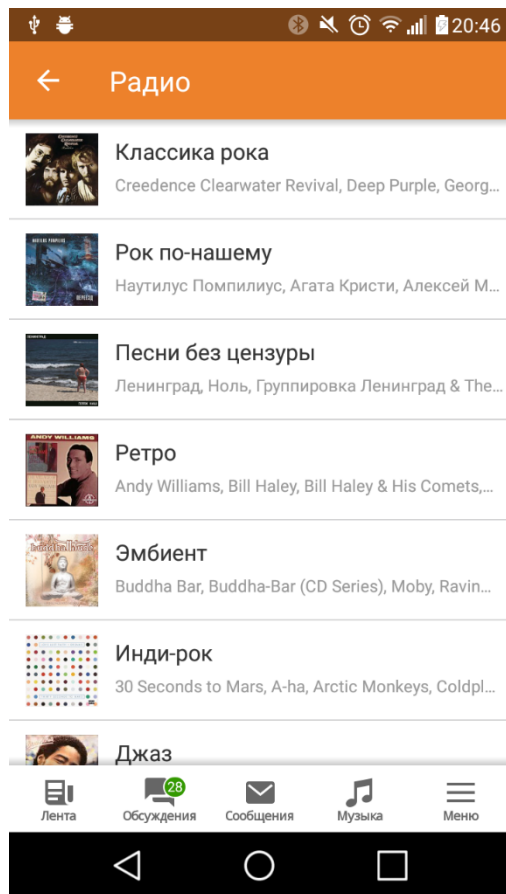 20:46
Радио
Классика рока
Creedence Clearwater Revival, Deep Purple, Georg...
Рок по-нашему
Наутилус Помпилиус, Агата Кристи, Алексей М...
Песни без цензуры
Ленинград, Ноль, Группировка Ленинград & The...
ANDY WILLIAMS
Ретро
Andy Williams, Bill Haley, Bill Haley & His Comets,...
Эмбиент
Buddha Bar, Buddha-Bar (CD Series), Moby, Ravin...
Инди-рок
30 Seconds to Mars, A-ha, Arctic Monkeys, Coldpl...
Джаз
28
Лента Обсуждения Сообщения Музыка Меню